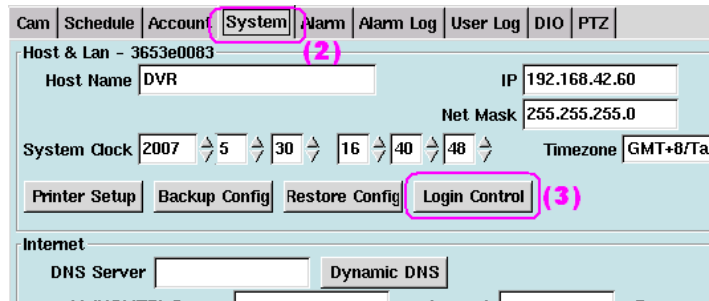 Cam Schedule Account System Alarm Alarm Log User Log DIO PTZ
(2)
Host & Lan - 3653e0083
Host Name DVR IP 192.168.42.60
Net Mask 255.255.255.0
System Clock 2007 5 30 16 40 48 Timezone GMT+8/Ta
Printer Setup Backup Config Restore Config Login Control (3)
Internet
DNS Server Dynamic DNS